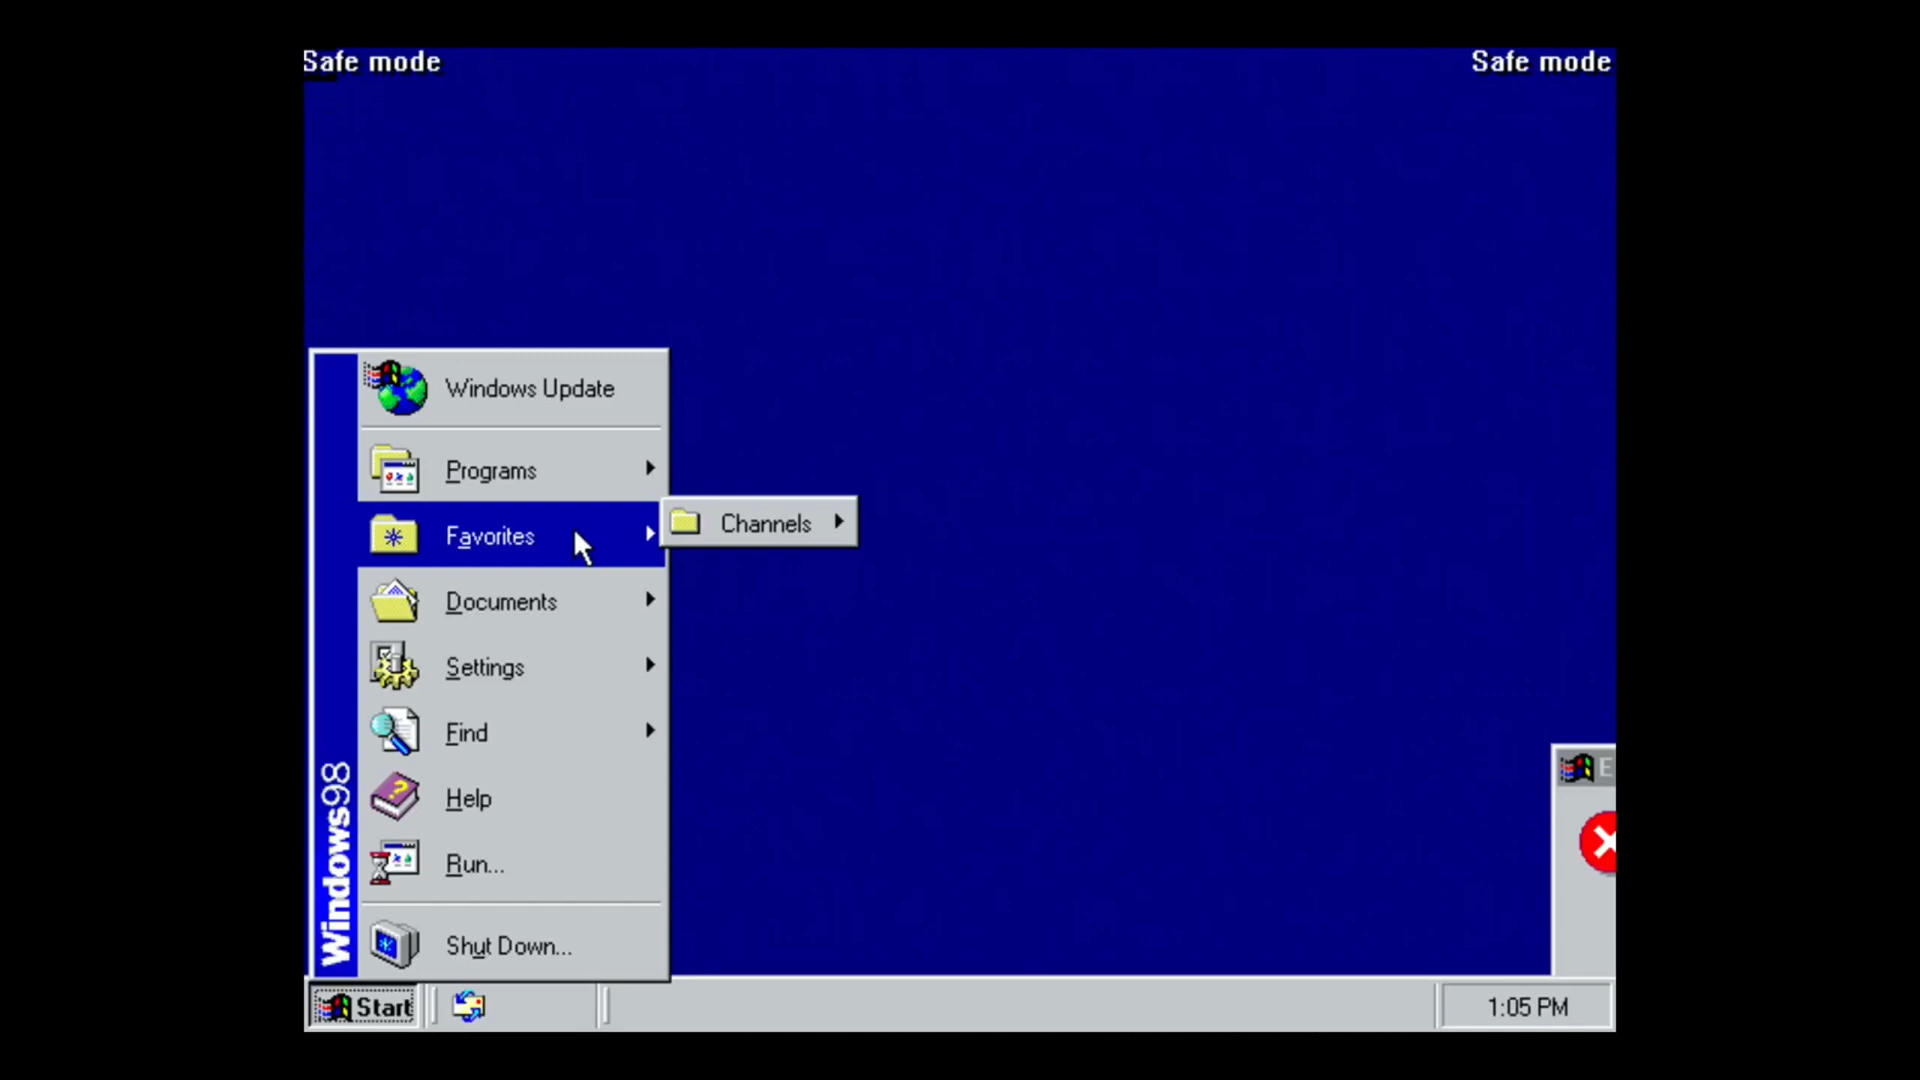 Safe mode
Safe mode
Windows Update
Programs
Favorites
Channels
Documents
Settings
Find
Help
Run...
Shut Down...
Windows98
E
Start
1:05 PM